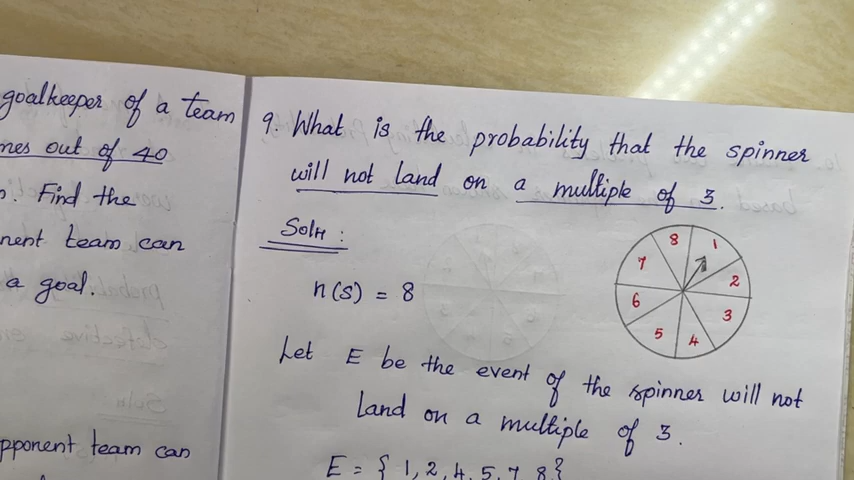 goalkeeper of a team
out of 40
Find the
team can
a goal.
team can
9. What is the probability that the spinner
will not land on a multiple of 3.
Soln :
n(S) = 8
8
1
7
2
6
3
5
4
Let E be the event of the spinner will not
land on a multiple of 3.
E = { 1, 2, 4, 5, 7, 8 }